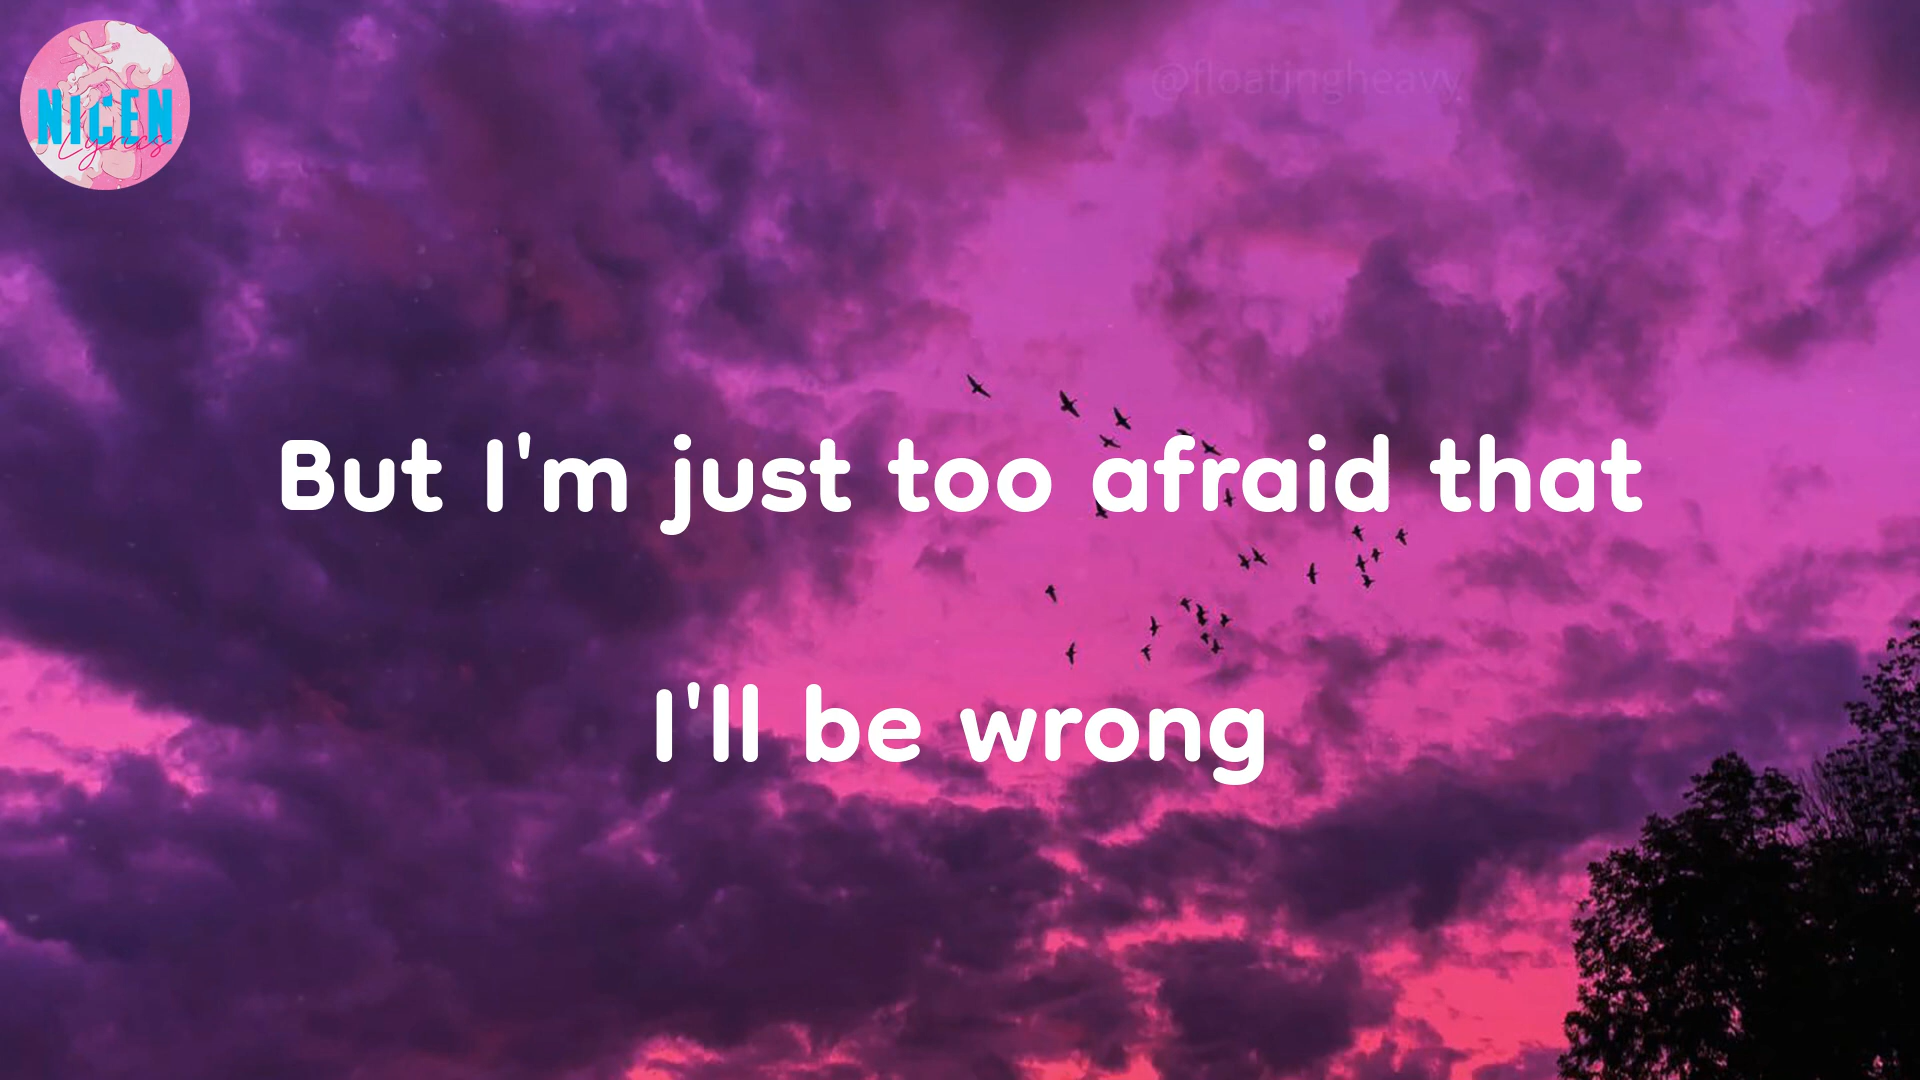 NICEN
Lyrics
@floatingheavy
But I'm just too afraid that
I'll be wrong